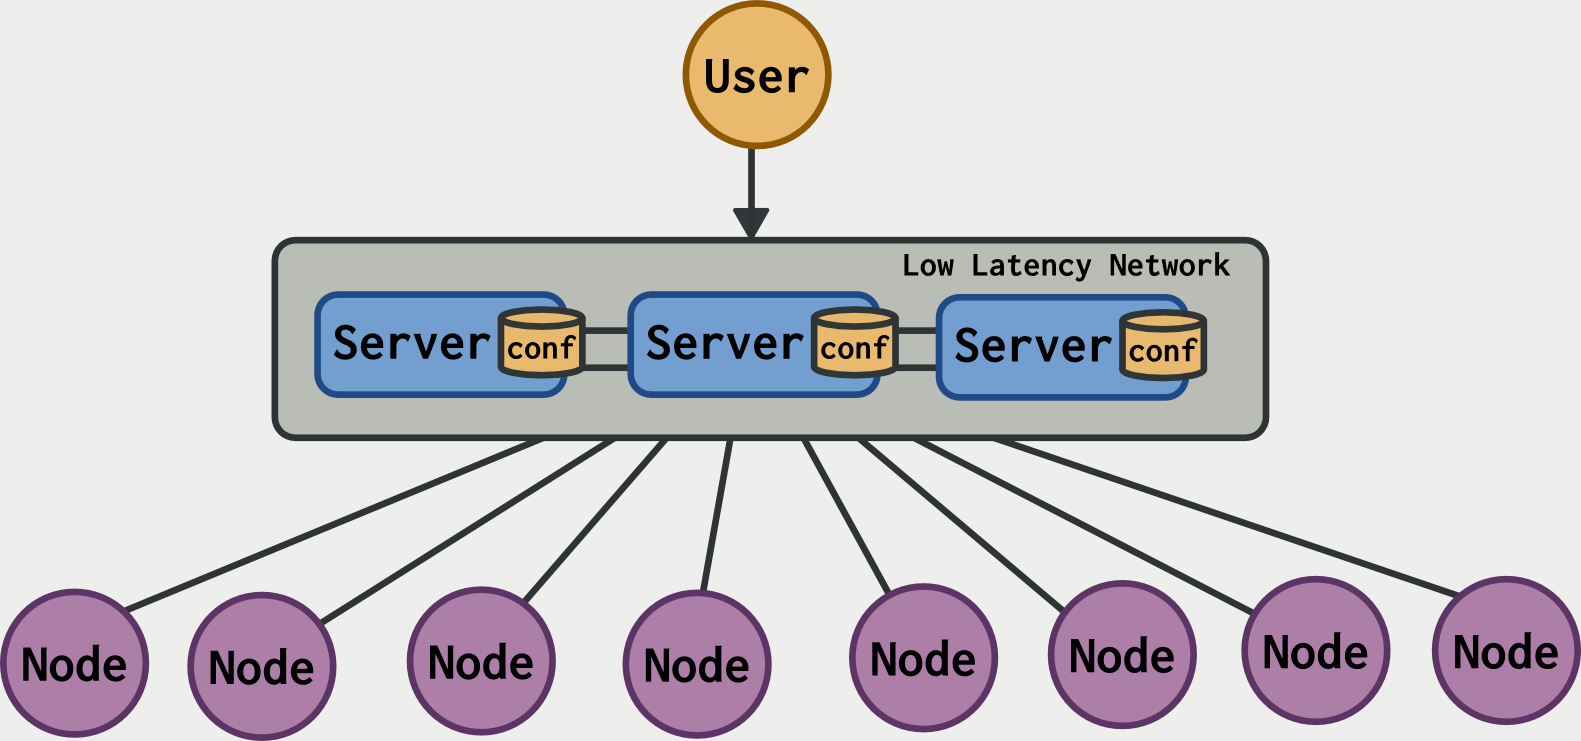 User
Low Latency Network
Server
conf
Server
conf
Server
conf
Node
Node
Node
Node
Node
Node
Node
Node